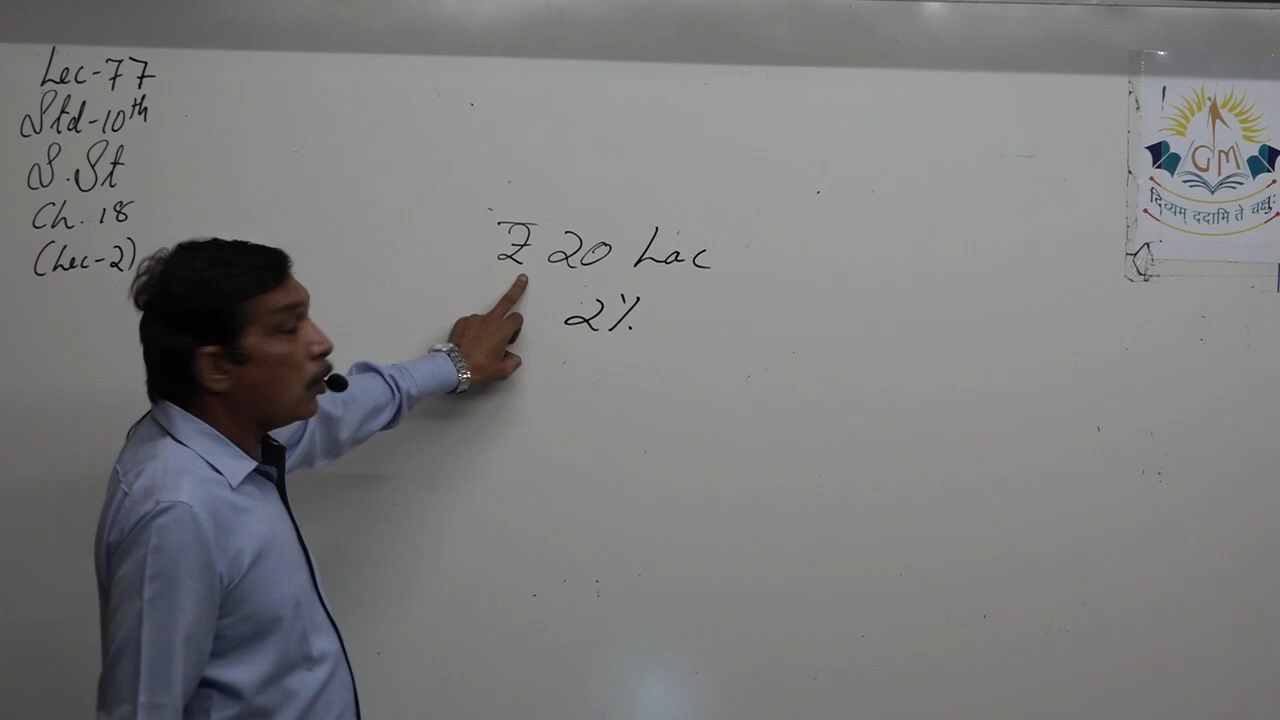 Lec-77
Std-10th
S.St
Ch. 18
(Lec-2)
₹ 20 Lac
2%
GM
दिव्यम् ददामि ते चक्षुः